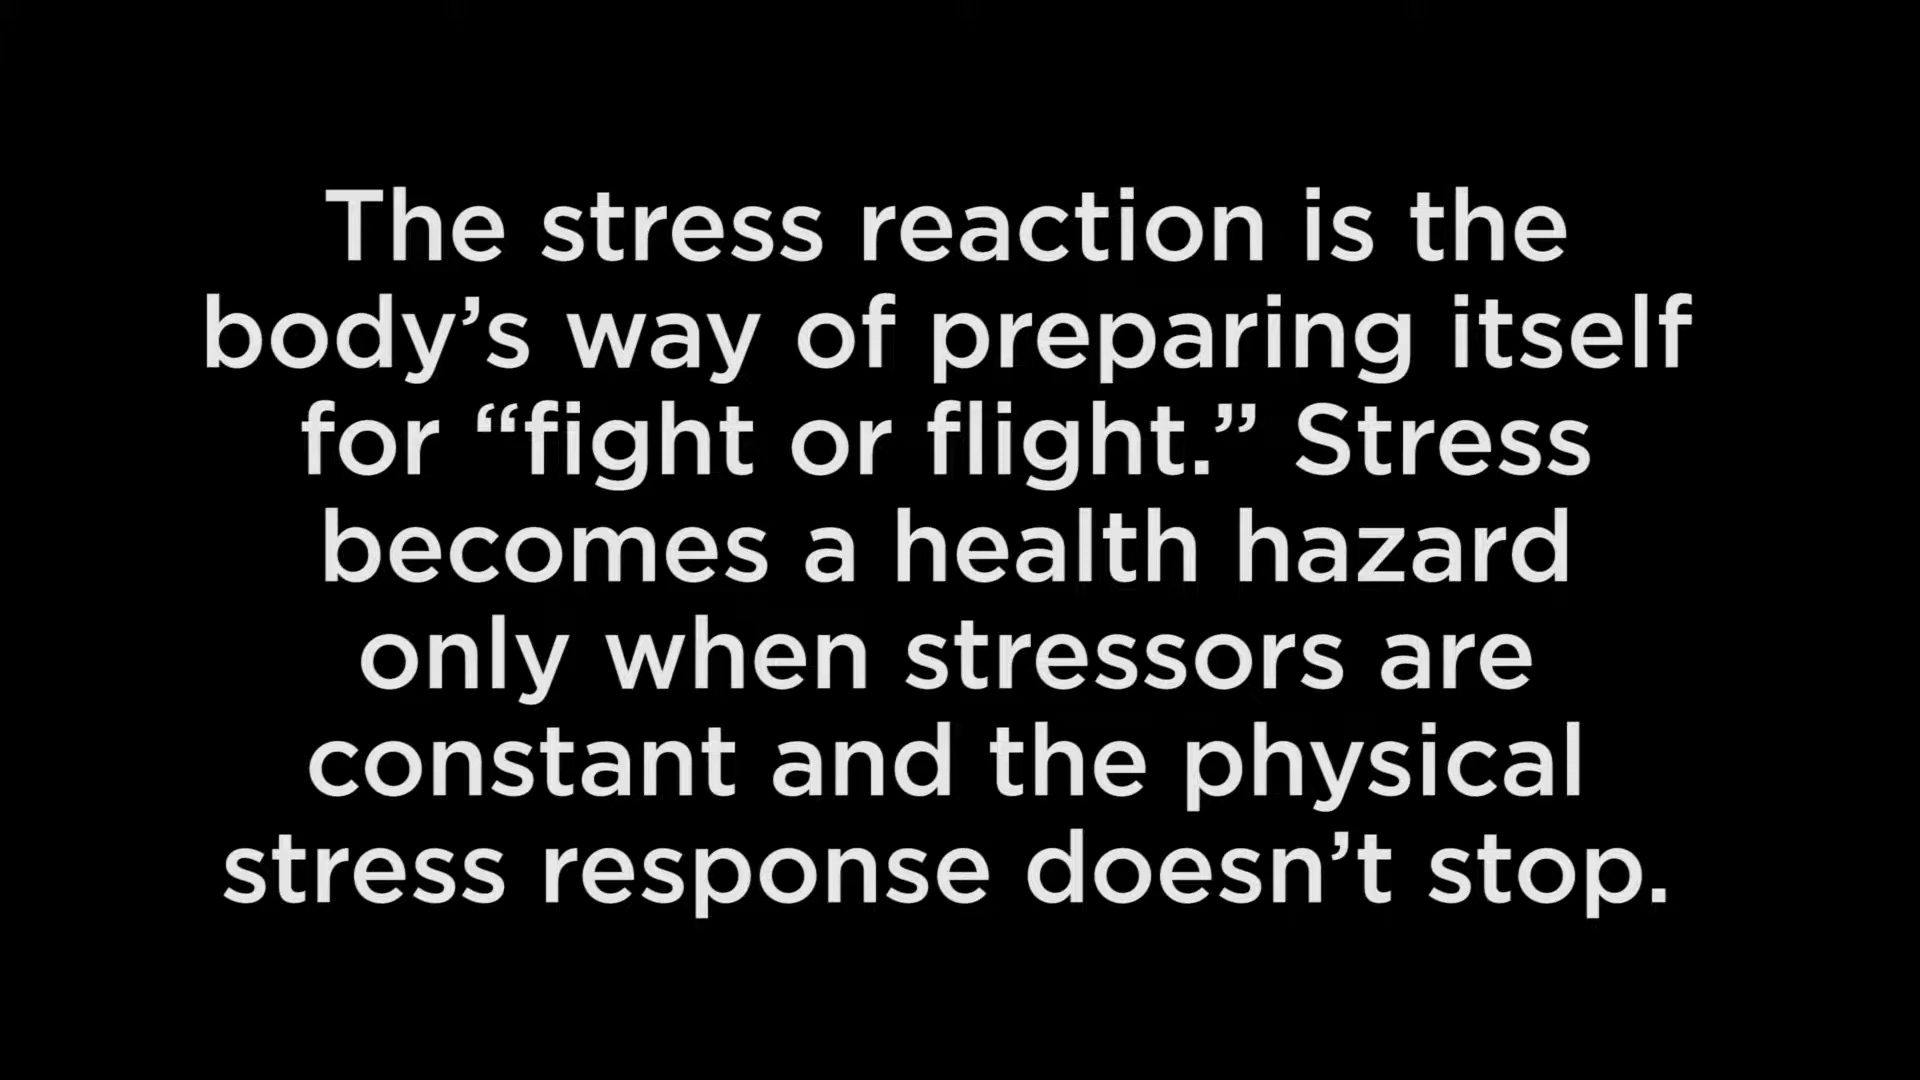 The stress reaction is the
body’s way of preparing itself
for “fight or flight.” Stress
becomes a health hazard
only when stressors are
constant and the physical
stress response doesn’t stop.